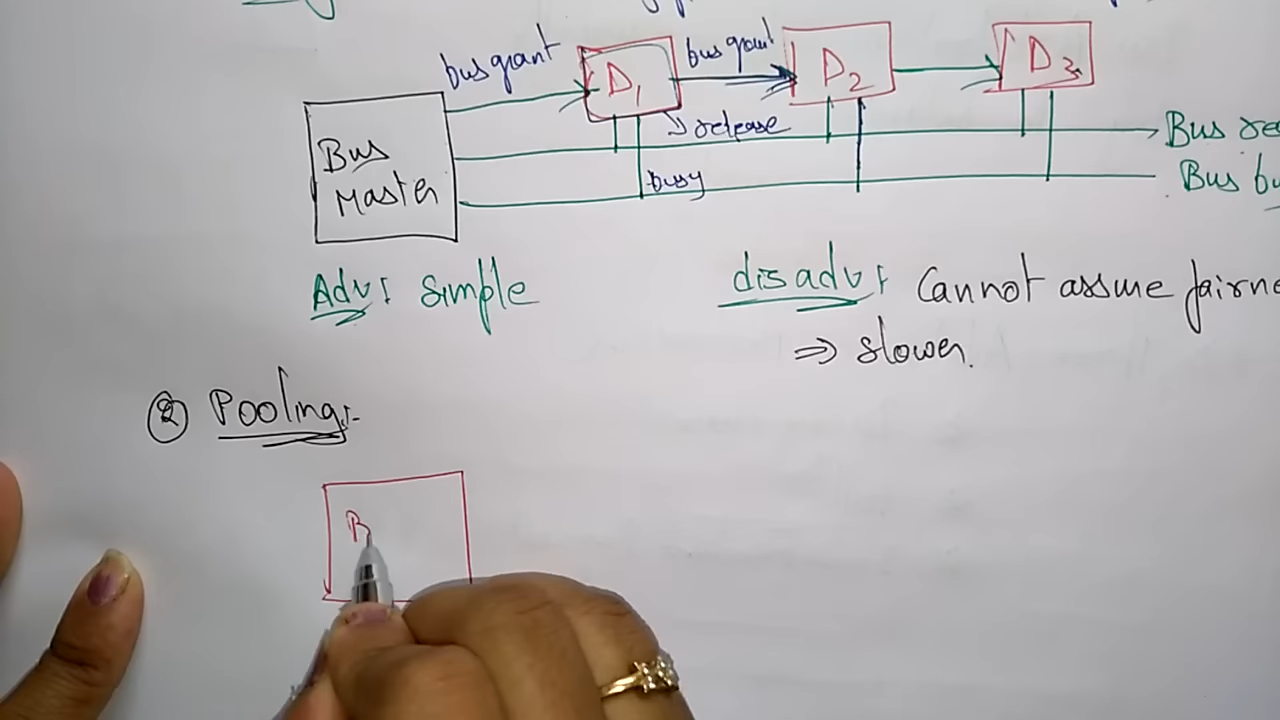 bus grant
D1
bus grant
D2
D3
Bus
Master
release
busy
Bus re
Bus bu
Adv: Simple
disadv: Cannot assure fairne
⇒ slower.
② Pooling:-
B